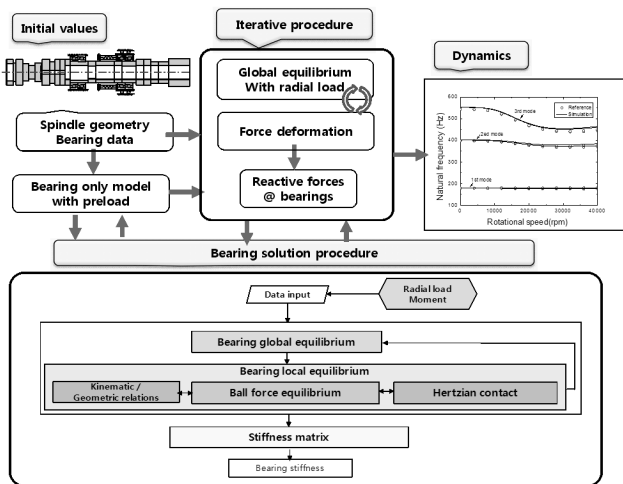 Initial values
Iterative procedure
Dynamics
Global equilibrium
With radial load
Spindle geometry
Bearing data
Force deformation
Bearing only model
with preload
Reactive forces
@ bearings
Natural frequency (Hz)
600
500
400
300
200
100
3rd mode
2nd mode
1st mode
Reference
Simulation
0
10000
20000
30000
40000
Rotational speed(rpm)
Bearing solution procedure
Data input
Radial load
Moment
Bearing global equilibrium
Bearing local equilibrium
Kinematic /
Geometric relations
Ball force equilibrium
Hertzian contact
Stiffness matrix
Bearing stiffness